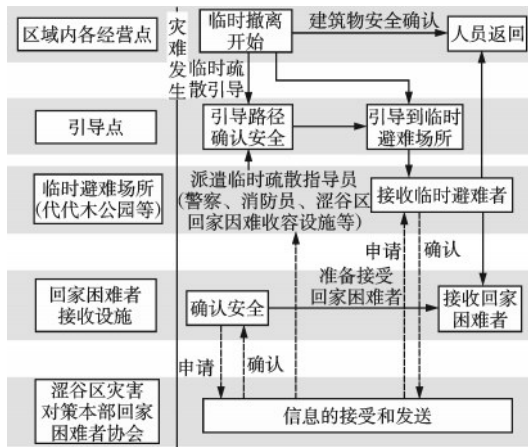 区域内各经营点
灾难发生
临时撤离
开始
建筑物安全确认
人员返回
临时疏
散引导
引导点
引导路径
确认安全
引导到临时
避难场所
临时避难场所
(代代木公园等)
派遣临时疏散指导员
(警察、消防员、涩谷区
回家困难收容设施等)
接收临时避难者
申请
确认
回家困难者
接收设施
确认安全
准备接受
回家困难者
接收回家
困难者
申请
确认
涩谷区灾害
对策本部回家
困难者协会
信息的接受和发送